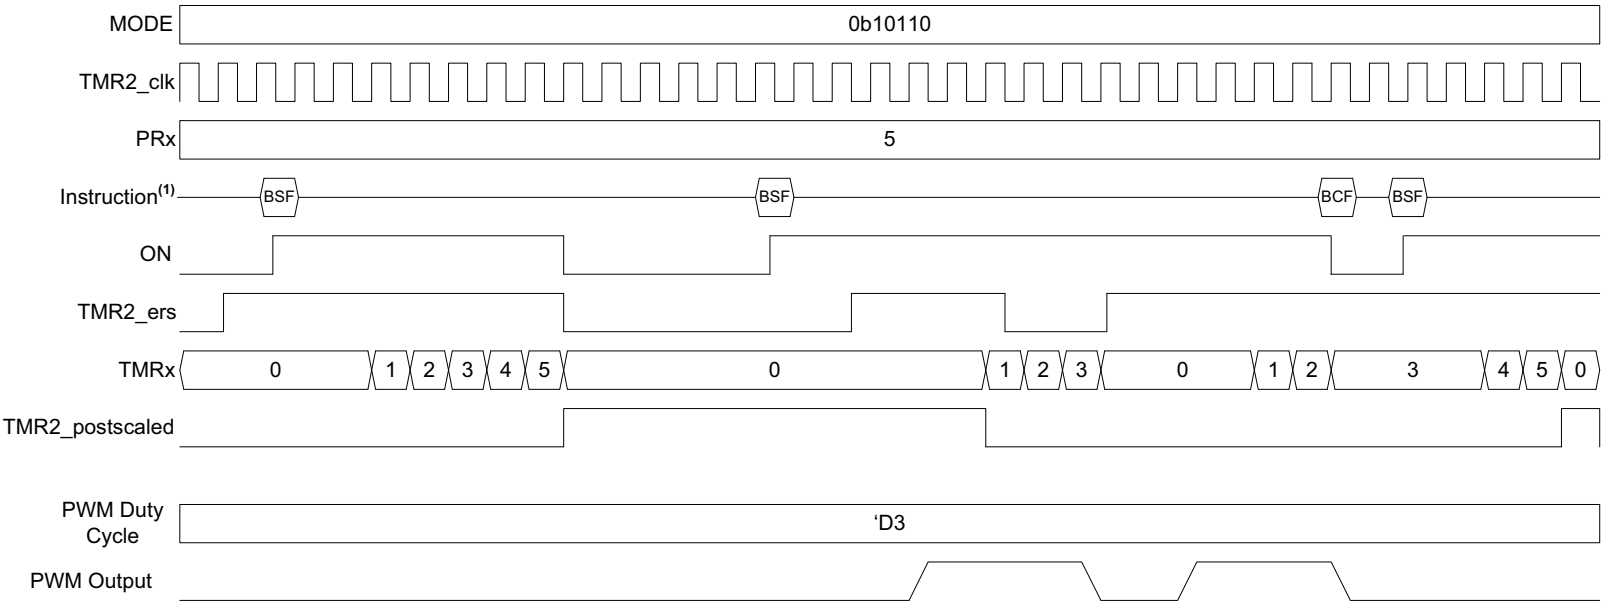 MODE 0b10110
TMR2_clk
PRx 5
Instruction(1) BSF BSF BCF BSF
ON
TMR2_ers
TMRx 0 1 2 3 4 5 0 1 2 3 0 1 2 3 4 5 0
TMR2_postscaled
PWM Duty
Cycle
‘D3
PWM Output